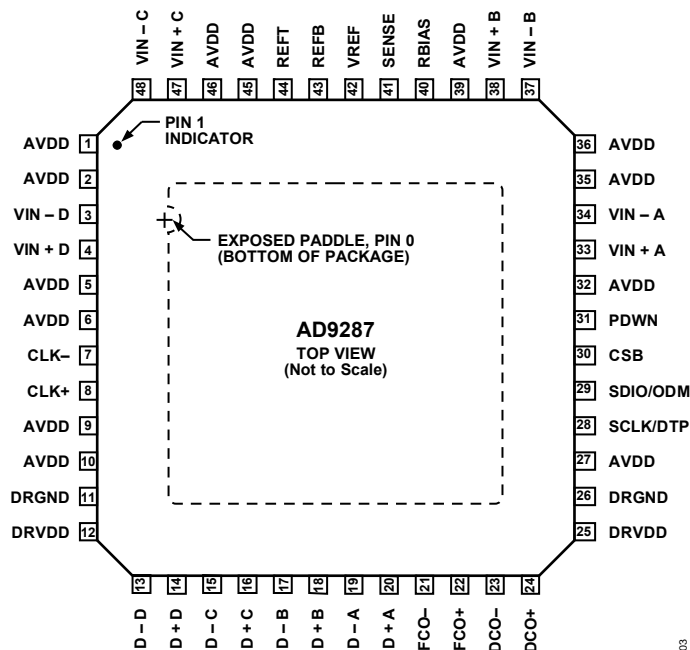 VIN – C
VIN + C
AVDD
AVDD
REFT
REFB
VREF
SENSE
RBIAS
AVDD
VIN + B
VIN – B
48
47
46
45
44
43
42
41
40
39
38
37
PIN 1
INDICATOR
AVDD 1
AVDD 2
VIN – D 3
VIN + D 4
AVDD 5
AVDD 6
CLK– 7
CLK+ 8
AVDD 9
AVDD 10
DRGND 11
DRVDD 12
EXPOSED PADDLE, PIN 0
(BOTTOM OF PACKAGE)
AD9287
TOP VIEW
(Not to Scale)
36 AVDD
35 AVDD
34 VIN – A
33 VIN + A
32 AVDD
31 PDWN
30 CSB
29 SDIO/ODM
28 SCLK/DTP
27 AVDD
26 DRGND
25 DRVDD
13
14
15
16
17
18
19
20
21
22
23
24
D – D
D + D
D – C
D + C
D – B
D + B
D – A
D + A
FCO–
FCO+
DCO–
DCO+
03